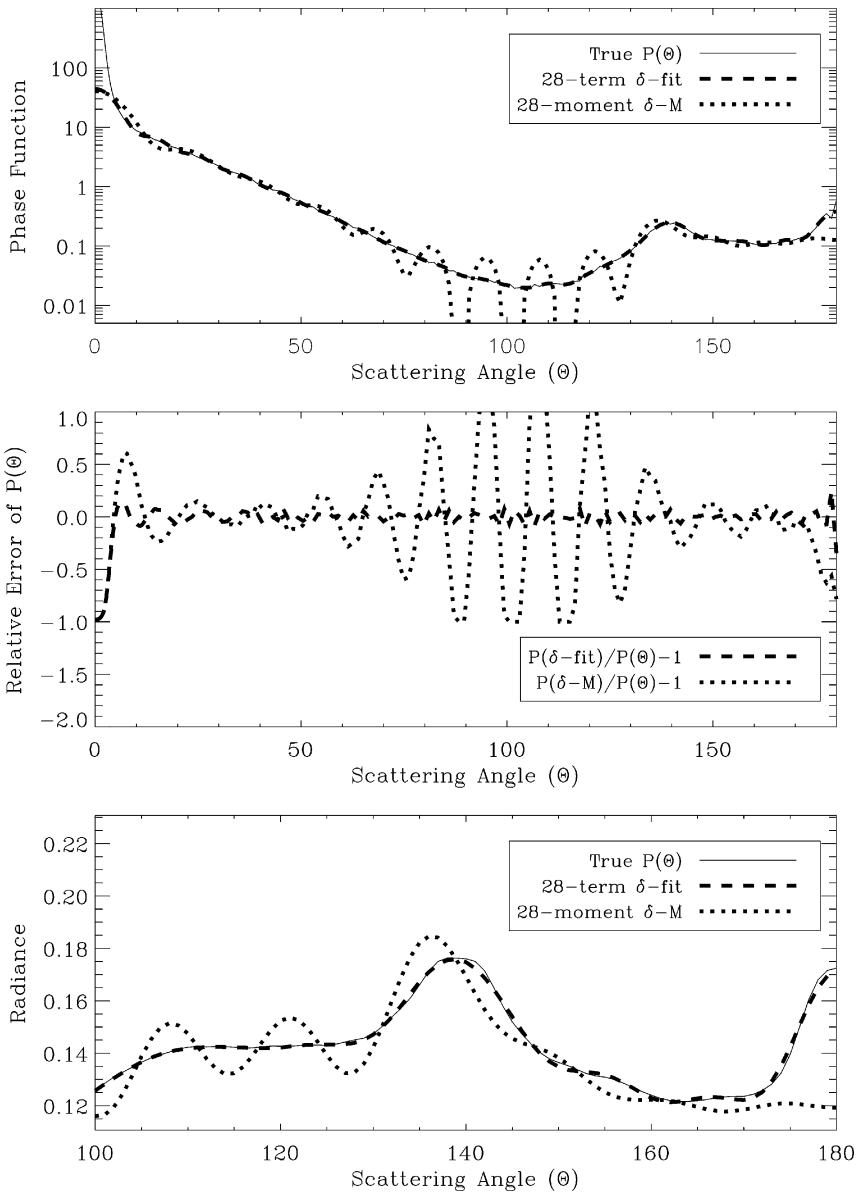 Phase Function
100
10
1
0.1
0.01
True P(Θ)
28-term δ-fit
28-moment δ-M
0
50
100
150
Scattering Angle (Θ)
Relative Error of P(Θ)
1.0
0.5
0.0
-0.5
-1.0
-1.5
-2.0
P(δ-fit)/P(Θ)-1
P(δ-M)/P(Θ)-1
0
50
100
150
Scattering Angle (Θ)
Radiance
0.22
0.20
0.18
0.16
0.14
0.12
True P(Θ)
28-term δ-fit
28-moment δ-M
100
120
140
160
180
Scattering Angle (Θ)